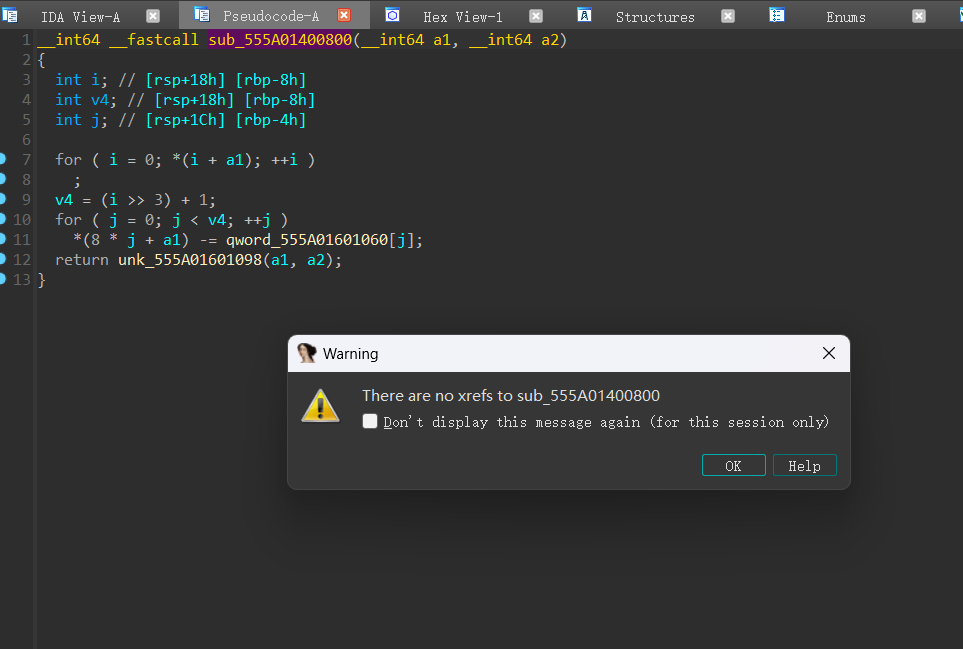 IDA View-A Pseudocode-A Hex View-1 Structures Enums
1 __int64 __fastcall sub_555A01400800(__int64 a1, __int64 a2)
2 {
3 int i; // [rsp+18h] [rbp-8h]
4 int v4; // [rsp+18h] [rbp-8h]
5 int j; // [rsp+1Ch] [rbp-4h]
6
7 for ( i = 0; *(i + a1); ++i )
8 ;
9 v4 = (i >> 3) + 1;
10 for ( j = 0; j < v4; ++j )
11 *(8 * j + a1) -= qword_555A01601060[j];
12 return unk_555A01601098(a1, a2);
13 }
Warning
There are no xrefs to sub_555A01400800
Don't display this message again (for this session only)
OK Help